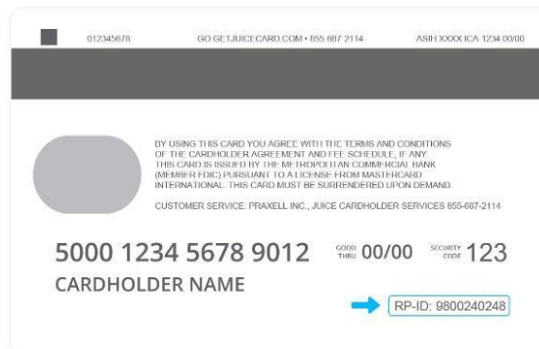 012345678 GO.GETJUICECARD.COM • 855 687 2114 ASIH XXXX ICA 1234 00/00
BY USING THIS CARD YOU AGREE WITH THE TERMS AND CONDITIONS
OF THE CARDHOLDER AGREEMENT AND FEE SCHEDULE, IF ANY
THIS CARD IS ISSUED BY THE METROPOLITAN COMMERCIAL BANK
(MEMBER FDIC) PURSUANT TO A LICENSE FROM MASTERCARD
INTERNATIONAL. THIS CARD MUST BE SURRENDERED UPON DEMAND.
CUSTOMER SERVICE: PRAXELL INC., JUICE CARDHOLDER SERVICES 855-687-2114
5000 1234 5678 9012 GOOD THRU 00/00 SECURITY CODE 123
CARDHOLDER NAME
RP-ID: 9800240248